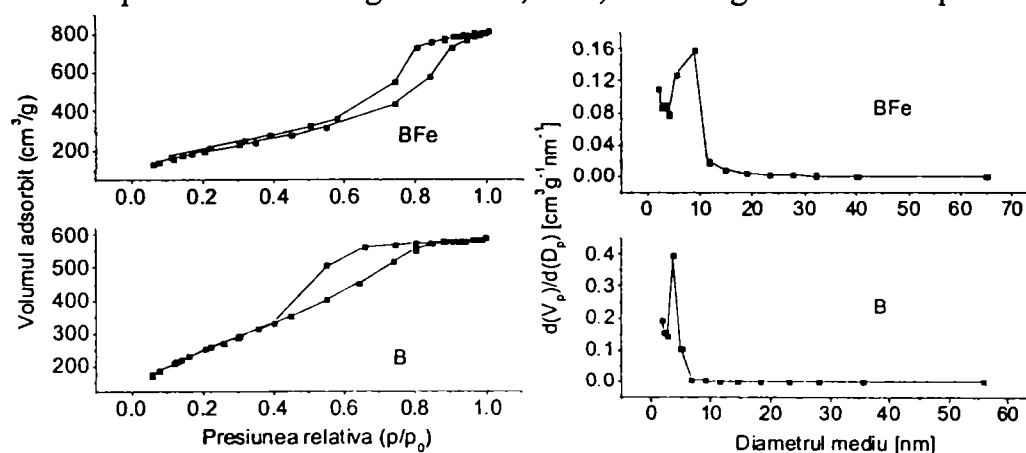 800
600
400
200
BFe
0.0 0.2 0.4 0.6 0.8 1.0
600
500
400
300
200
B
0.0 0.2 0.4 0.6 0.8 1.0
Volumul adsorbit (cm³/g)
Presiunea relativa (p/p₀)
0.16
0.12
0.08
0.04
0.00
BFe
0 10 20 30 40 50 60 70
0.4
0.3
0.2
0.1
0.0
B
0 10 20 30 40 50 60
d(Vₚ)/d(Dₚ) [cm³g⁻¹nm⁻¹]
Diametrul mediu [nm]